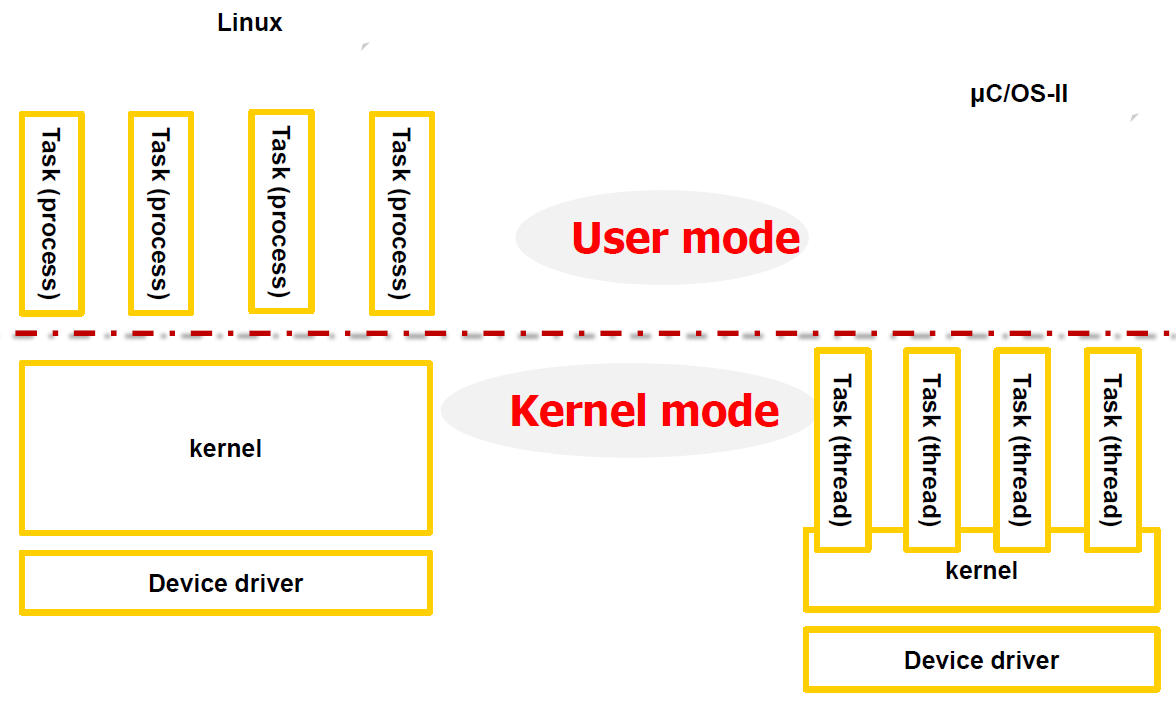 Linux
µC/OS-II
Task (process)
Task (process)
Task (process)
Task (process)
User mode
Kernel mode
Task (thread)
Task (thread)
Task (thread)
Task (thread)
kernel
kernel
Device driver
Device driver